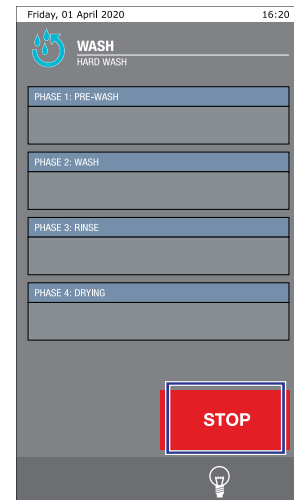 Friday, 01 April 2020 16:20
WASH
HARD WASH
PHASE 1: PRE-WASH
PHASE 2: WASH
PHASE 3: RINSE
PHASE 4: DRYING
STOP